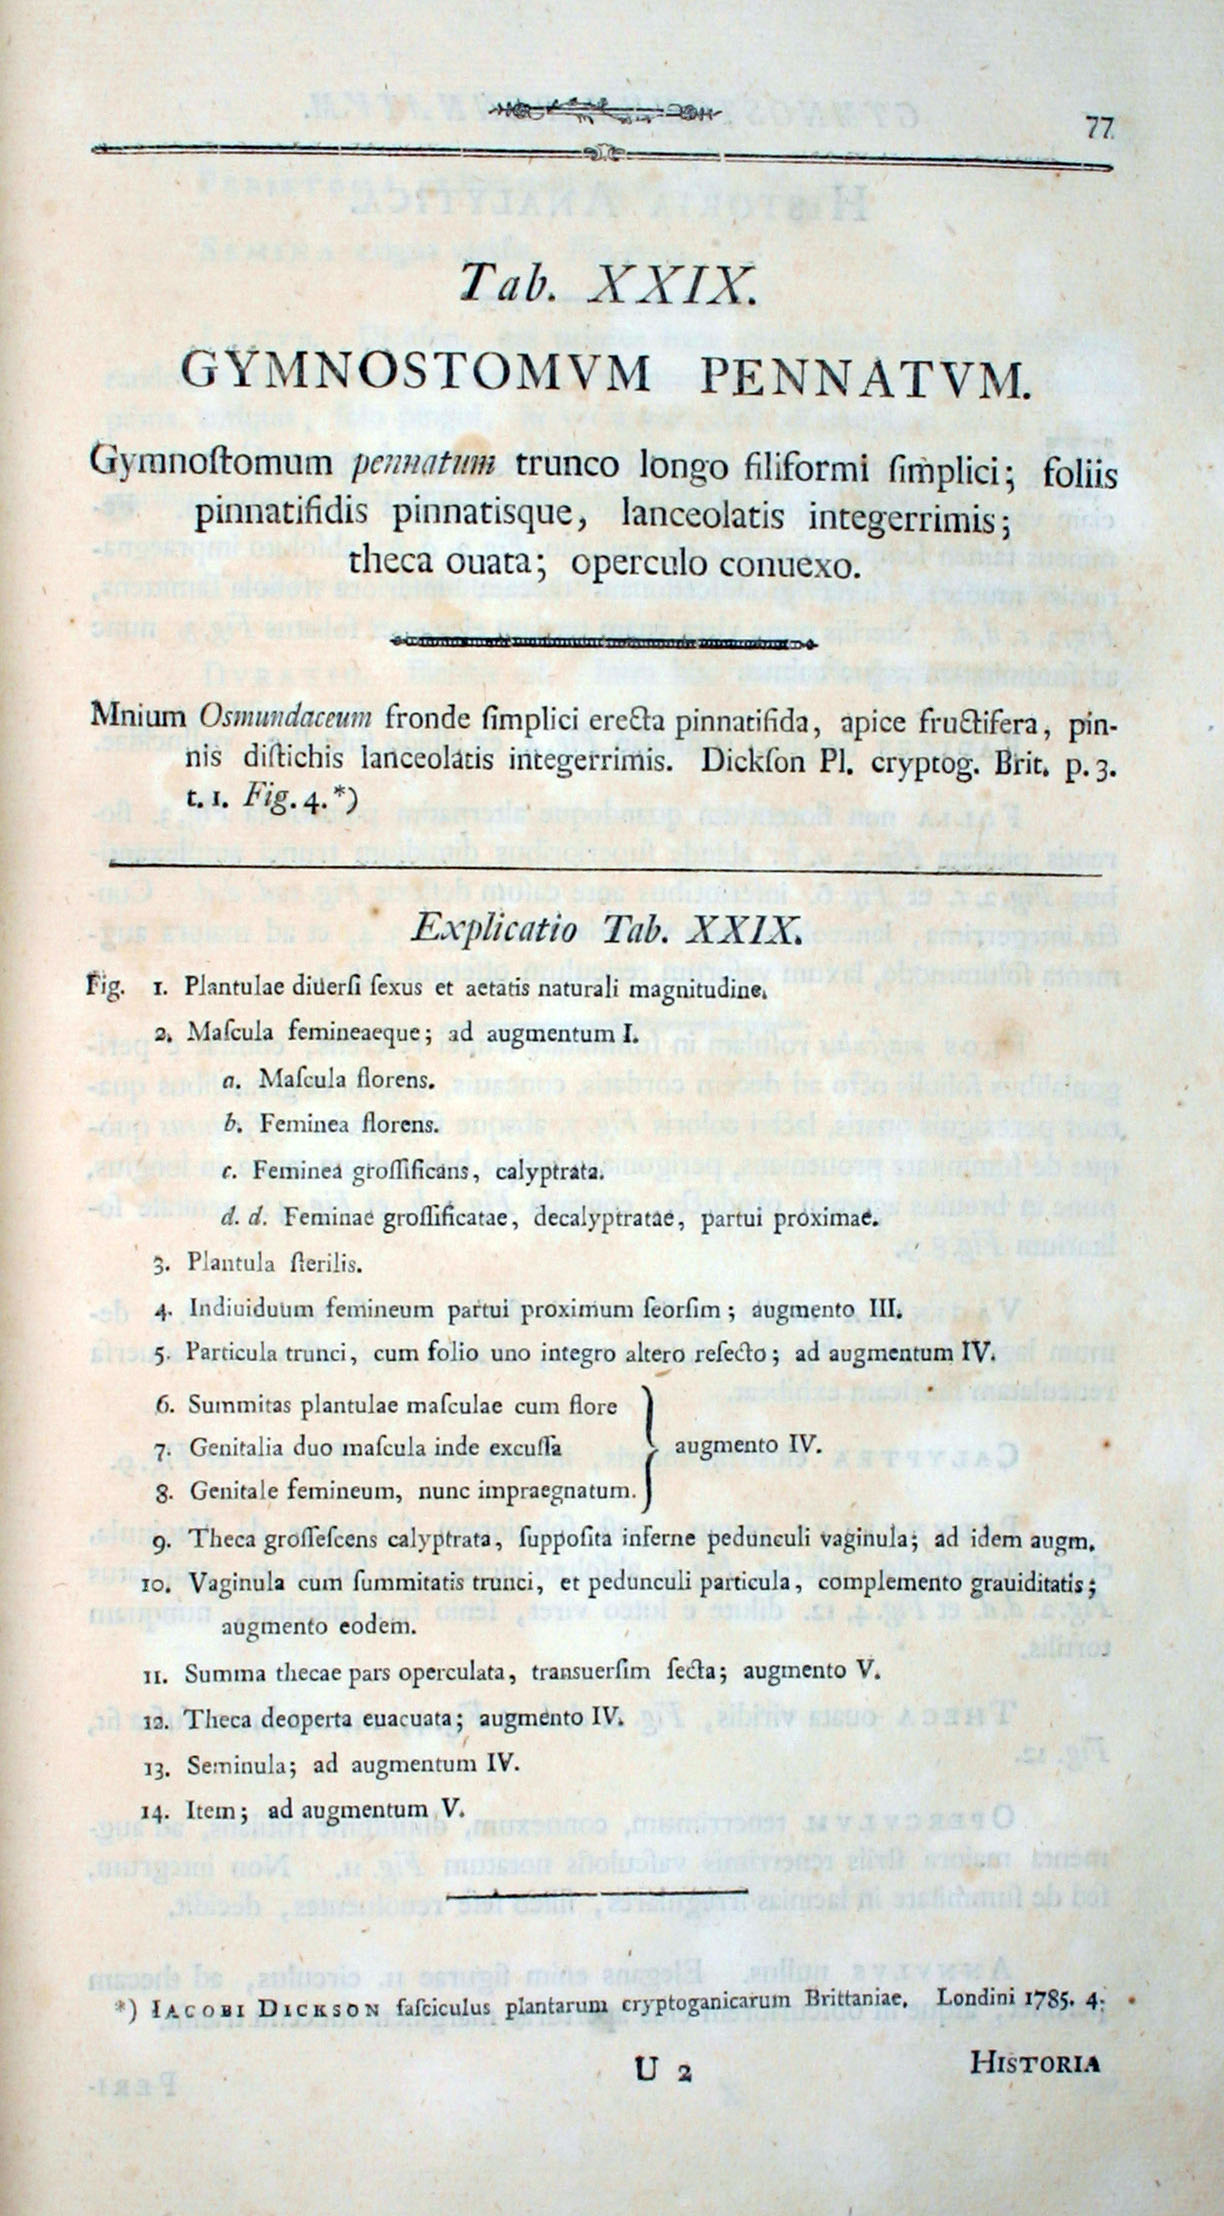 77
Tab. XXIX.
GYMNOSTOMVM PENNATVM.
Gymnoſtomum pennatum trunco longo filiformi ſimplici; foliis
pinnatifidis pinnatisque, lanceolatis integerrimis;
theca ouata; operculo conuexo.
Mnium Osmundaceum fronde ſimplici erecta pinnatifida, apice fructifera, pin-
nis diſtichis lanceolatis integerrimis. Dickſon Pl. cryptog. Brit. p. 3.
t. 1. Fig. 4. *)
Explicatio Tab. XXIX.
Fig. 1. Plantulae diuerſi ſexus et aetatis naturali magnitudine.
2. Maſcula femineaeque; ad augmentum I.
a. Maſcula florens.
b. Feminea florens.
c. Feminea groſſificans, calyptrata.
d. d. Feminae groſſificatae, decalyptratae, partui proximae.
3. Plantula ſterilis.
4. Indiuiduum femineum partui proximum ſeorſim; augmento III.
5. Particula trunci, cum folio uno integro altero reſecto; ad augmentum IV.
6. Summitas plantulae maſculae cum flore
7. Genitalia duo maſcula inde excuſſa } augmento IV.
8. Genitale femineum, nunc impraegnatum.
9. Theca groſſeſcens calyptrata, ſuppoſita inferne pedunculi vaginula; ad idem augm.
10. Vaginula cum ſummitatis trunci, et pedunculi particula, complemento grauiditatis;
augmento eodem.
11. Summa thecae pars operculata, transuerſim ſecta; augmento V.
12. Theca deoperta euacuata; augmento IV.
13. Seminula; ad augmentum IV.
14. Item; ad augmentum V.
*) IACOBI DICKSON faſciculus plantarum cryptoganicarum Brittaniae. Londini 1785. 4.
U 2
HISTORIA